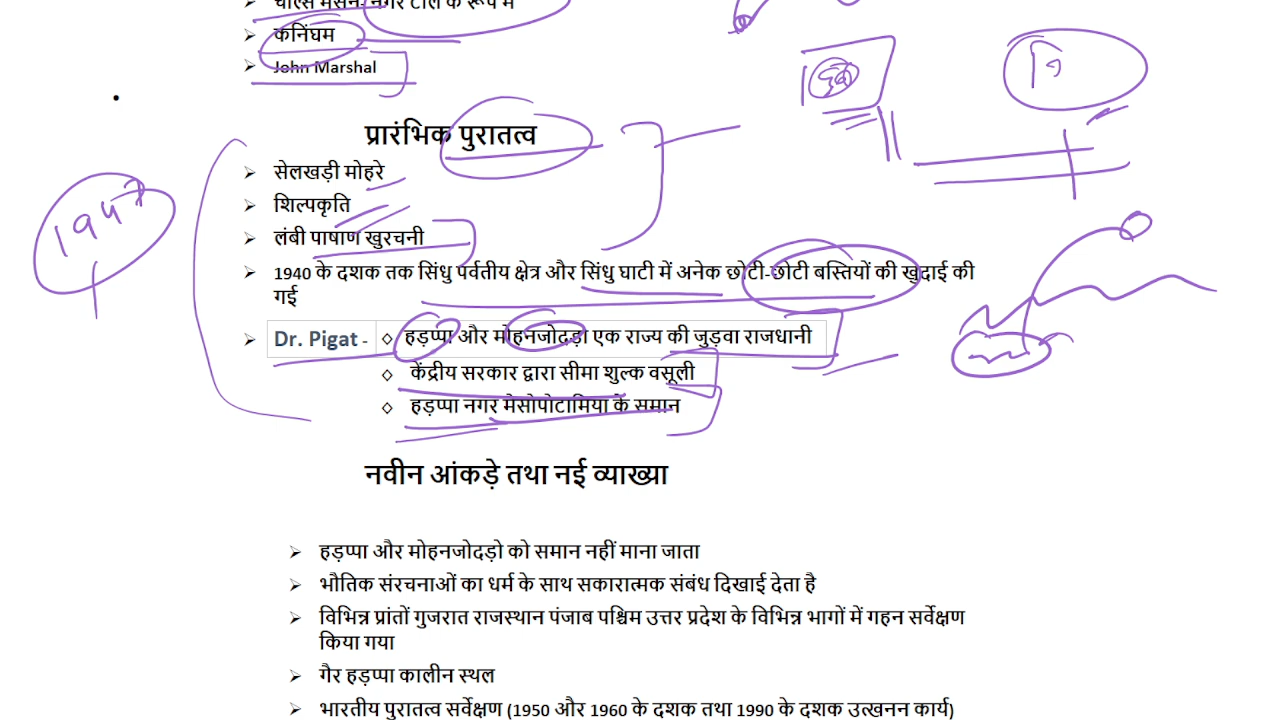 चार्ल्स मेसन- नगर टीले के रूप में
कनिंघम
John Marshal
प्रारंभिक पुरातत्व
सेलखड़ी मोहरे
शिल्पकृति
लंबी पाषाण खुरचनी
1940 के दशक तक सिंधु पर्वतीय क्षेत्र और सिंधु घाटी में अनेक छोटी-छोटी बस्तियों की खुदाई की
गई
Dr. Pigat - ◇ हड़प्पा और मोहनजोदड़ो एक राज्य की जुड़वा राजधानी
◇ केंद्रीय सरकार द्वारा सीमा शुल्क वसूली
◇ हड़प्पा नगर मेसोपोटामिया के समान
नवीन आंकड़े तथा नई व्याख्या
हड़प्पा और मोहनजोदड़ो को समान नहीं माना जाता
भौतिक संरचनाओं का धर्म के साथ सकारात्मक संबंध दिखाई देता है
विभिन्न प्रांतों गुजरात राजस्थान पंजाब पश्चिम उत्तर प्रदेश के विभिन्न भागों में गहन सर्वेक्षण
किया गया
गैर हड़प्पा कालीन स्थल
भारतीय पुरातत्व सर्वेक्षण (1950 और 1960 के दशक तथा 1990 के दशक उत्खनन कार्य)